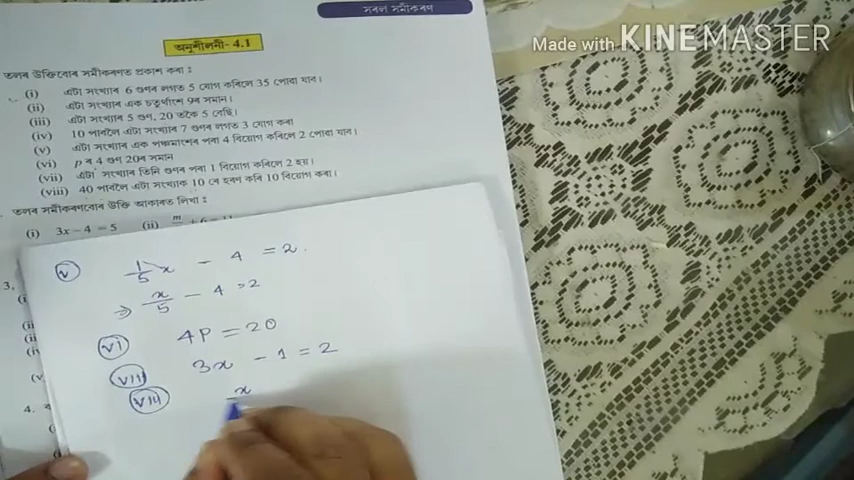 সৰল সমীকৰণ
Made with KINEMASTER
অনুশীলনী- 4.1
তলৰ উক্তিবোৰ সমীকৰণত প্ৰকাশ কৰা :
(i) এটা সংখ্যাৰ 6 গুণৰ লগত 5 যোগ কৰিলে 35 পোৱা যাব।
(ii) এটা সংখ্যাৰ এক চতুৰ্থাংশ 9ৰ সমান।
(iii) এটা সংখ্যাৰ 5 গুণ, 20 তকৈ 5 বেছি।
(iv) 10 পাবলৈ এটা সংখ্যাৰ 7 গুণৰ লগত 3 যোগ কৰা
(v) এটা সংখ্যাৰ এক পঞ্চমাংশৰ পৰা 4 বিয়োগ কৰিলে 2 পোৱা যাব।
(vi) p ৰ 4 গুণ 20ৰ সমান
(vii) এটা সংখ্যাৰ তিনি গুণৰ পৰা 1 বিয়োগ কৰিলে 2 হয়।
(viii) 40 পাবলৈ এটা সংখ্যাক 10 ৰে হৰণ কৰি 10 বিয়োগ কৰা।
তলৰ সমীকৰণবোৰ উক্তি আকাৰত লিখা :
(i) 3x – 4 = 5 (ii) m + 6 = 11
(v) 1/5 x - 4 = 2
⇒ x/5 - 4 = 2
(vi) 4P = 20
(vii) 3x - 1 = 2
(viii) x
3.
4.